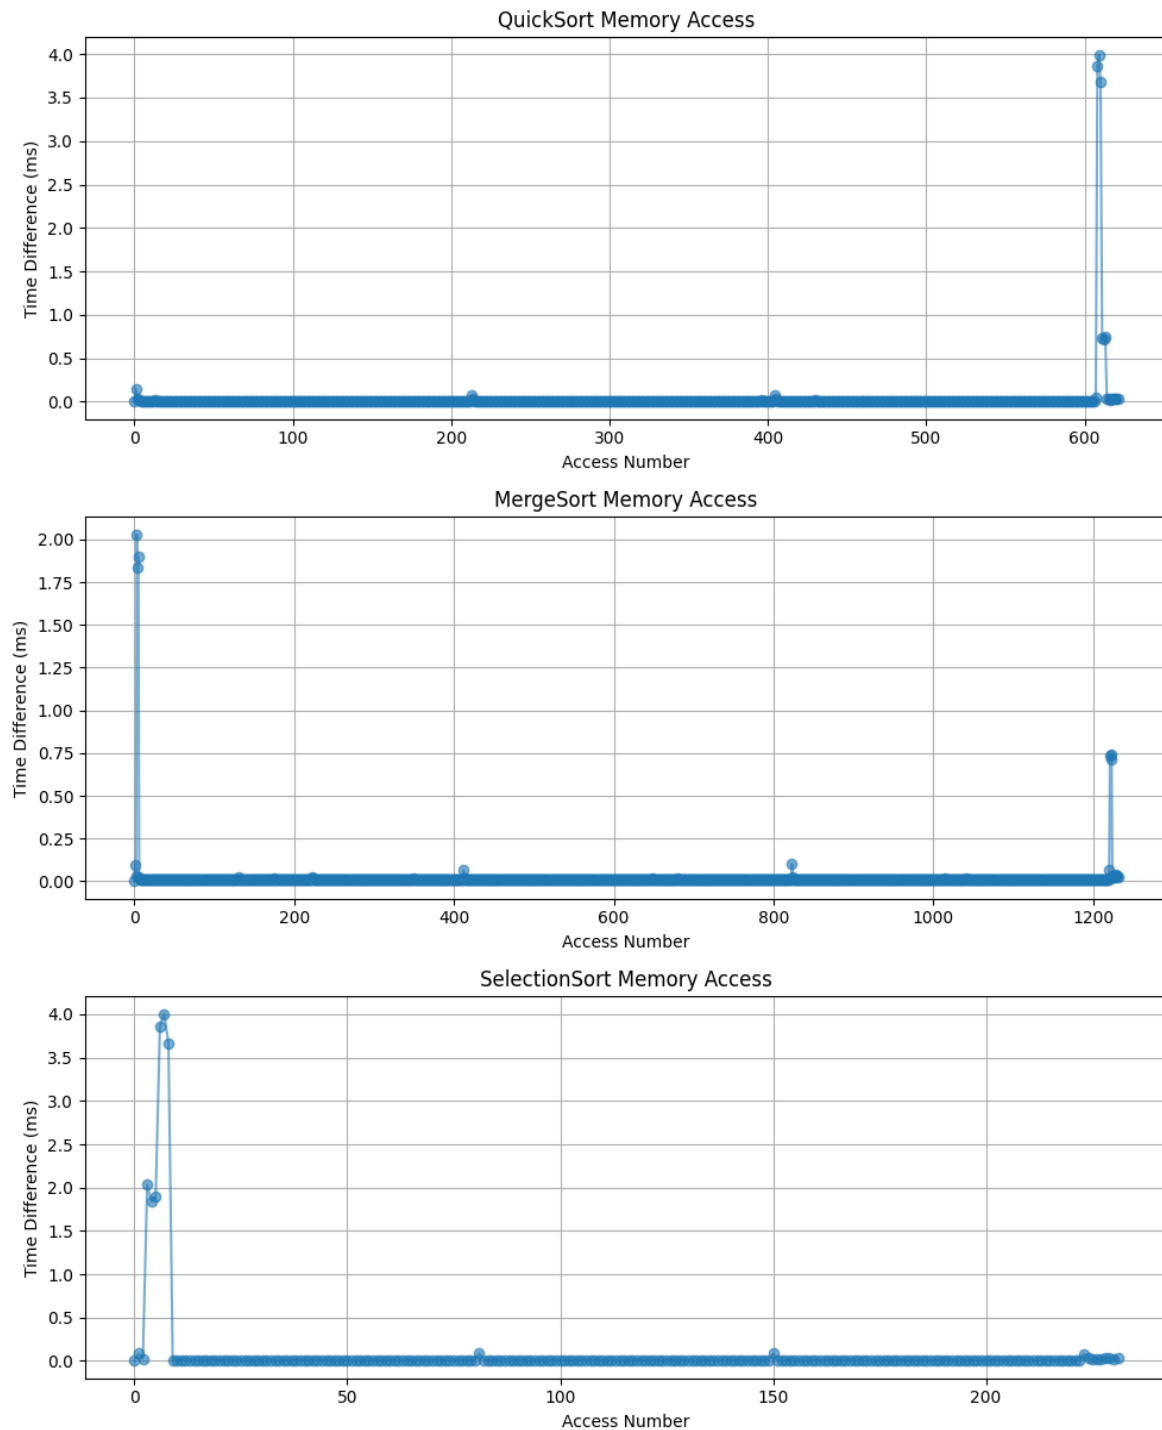 QuickSort Memory Access
4.0
3.5
3.0
2.5
2.0
1.5
1.0
0.5
0.0
Time Difference (ms)
0 100 200 300 400 500 600
Access Number
MergeSort Memory Access
2.00
1.75
1.50
1.25
1.00
0.75
0.50
0.25
0.00
Time Difference (ms)
0 200 400 600 800 1000 1200
Access Number
SelectionSort Memory Access
4.0
3.5
3.0
2.5
2.0
1.5
1.0
0.5
0.0
Time Difference (ms)
0 50 100 150 200
Access Number